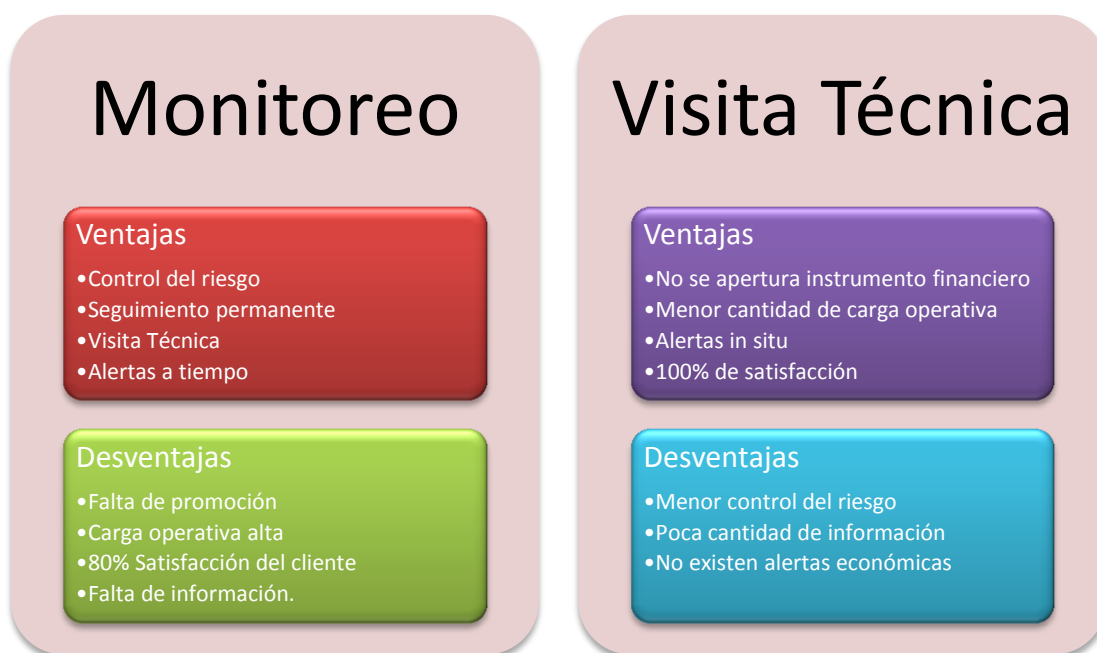 Monitoreo
Ventajas
•Control del riesgo
•Seguimiento permanente
•Visita Técnica
•Alertas a tiempo
Desventajas
•Falta de promoción
•Carga operativa alta
•80% Satisfacción del cliente
•Falta de información.
Visita Técnica
Ventajas
•No se apertura instrumento financiero
•Menor cantidad de carga operativa
•Alertas in situ
•100% de satisfacción
Desventajas
•Menor control del riesgo
•Poca cantidad de información
•No existen alertas económicas